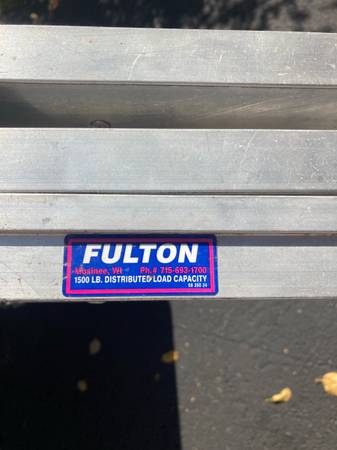 FULTON
Mosinee, WI Ph.# 715-693-1700
1500 LB. DISTRIBUTED LOAD CAPACITY